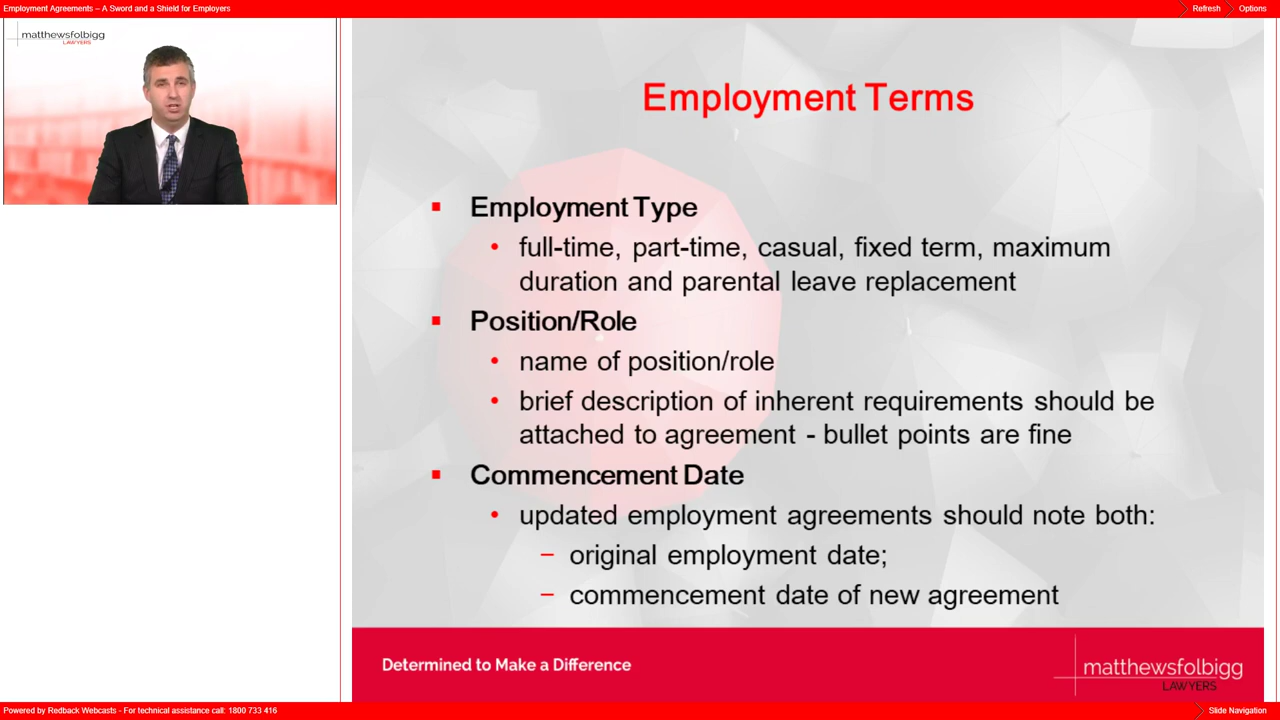 Employment Agreements – A Sword and a Shield for Employers
Refresh
Options
matthewsfolbigg
LAWYERS
Employment Terms
Employment Type
full-time, part-time, casual, fixed term, maximum
duration and parental leave replacement
Position/Role
name of position/role
brief description of inherent requirements should be
attached to agreement - bullet points are fine
Commencement Date
updated employment agreements should note both:
– original employment date;
– commencement date of new agreement
Determined to Make a Difference
matthewsfolbigg
LAWYERS
Powered by Redback Webcasts - For technical assistance call: 1800 733 416
Slide Navigation